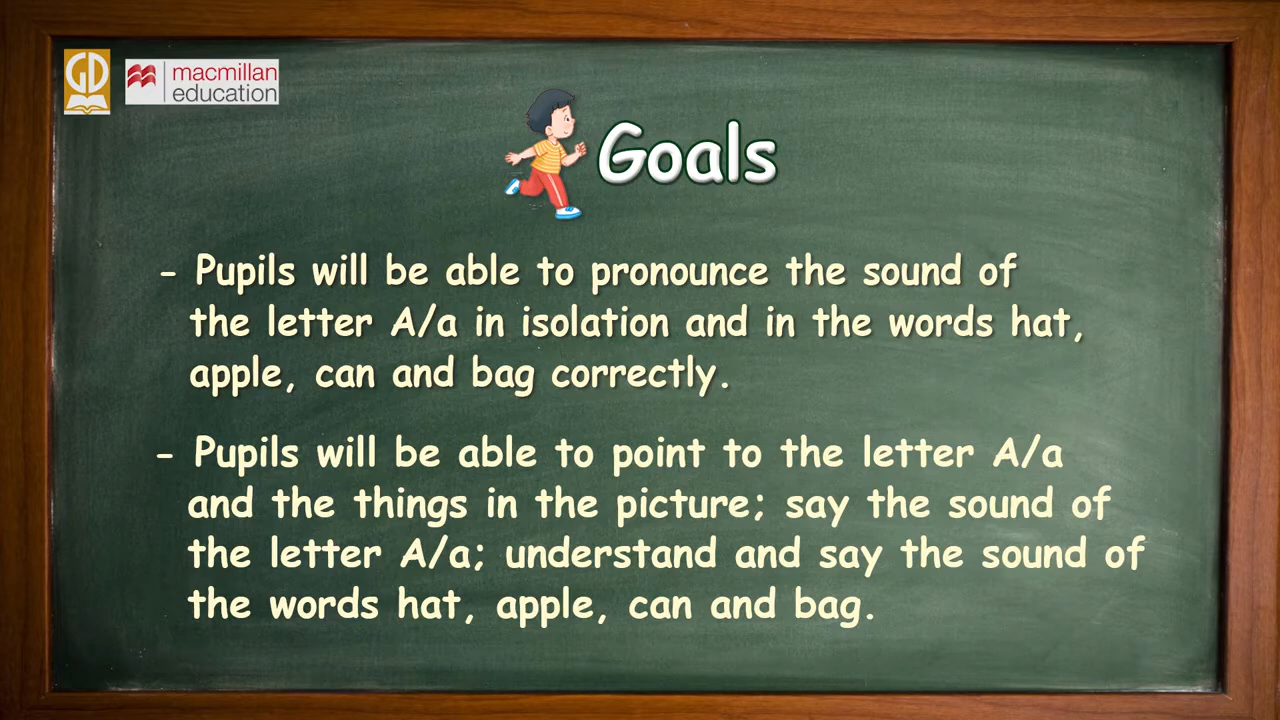 GD
macmillan
education
Goals
- Pupils will be able to pronounce the sound of
the letter A/a in isolation and in the words hat,
apple, can and bag correctly.
- Pupils will be able to point to the letter A/a
and the things in the picture; say the sound of
the letter A/a; understand and say the sound of
the words hat, apple, can and bag.